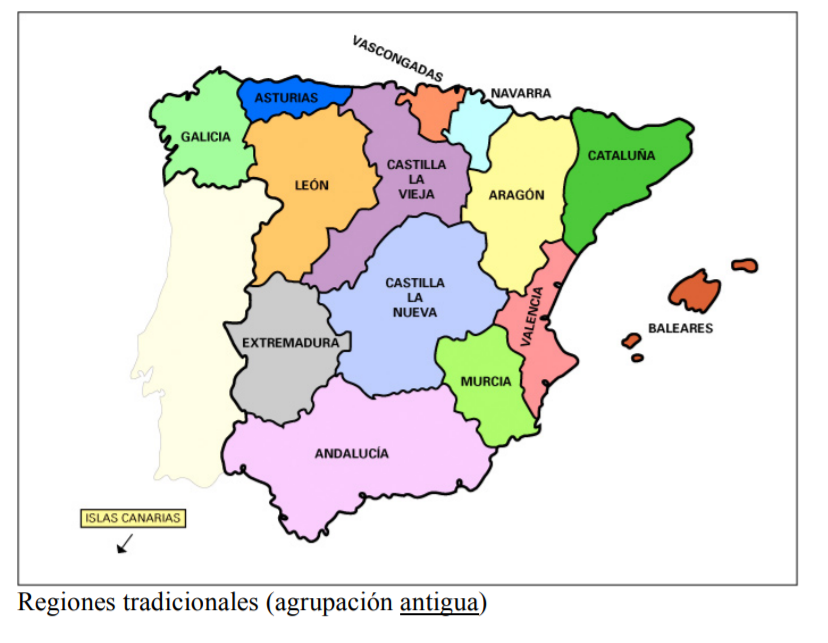 VASCONGADAS
NAVARRA
ASTURIAS
GALICIA
CATALUÑA
CASTILLA
LA
VIEJA
LEÓN
ARAGÓN
CASTILLA
LA
NUEVA
VALENCIA
BALEARES
EXTREMADURA
MURCIA
ANDALUCÍA
ISLAS CANARIAS
Regiones tradicionales (agrupación antigua)